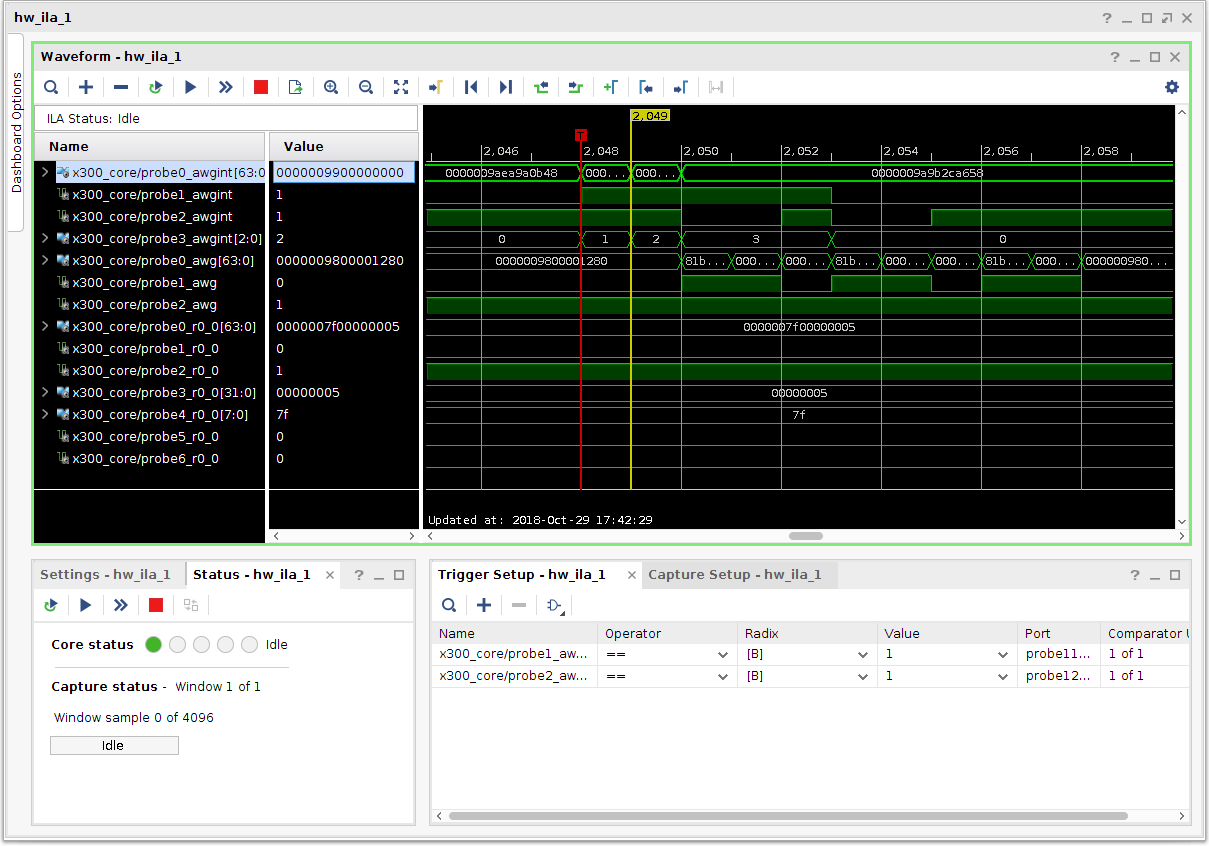 hw_ila_1
Dashboard Options
Waveform - hw_ila_1
ILA Status: Idle
Name Value
x300_core/probe0_awgint[63:0 0000009900000000
x300_core/probe1_awgint 1
x300_core/probe2_awgint 1
x300_core/probe3_awgint[2:0] 2
x300_core/probe0_awg[63:0] 0000009800001280
x300_core/probe1_awg 0
x300_core/probe2_awg 1
x300_core/probe0_r0_0[63:0] 0000007f00000005
x300_core/probe1_r0_0 0
x300_core/probe2_r0_0 1
x300_core/probe3_r0_0[31:0] 00000005
x300_core/probe4_r0_0[7:0] 7f
x300_core/probe5_r0_0 0
x300_core/probe6_r0_0 0
2,049
T
2,046 2,048 2,050 2,052 2,054 2,056 2,058
0000009aea9a0b48 000... 000... 0000009a9b2ca658
0 1 2 3 0
0000009800001280 81b... 000... 000... 81b... 000... 000... 81b... 000... 000000980...
0000007f00000005
00000005
7f
Updated at: 2018-Oct-29 17:42:29
Settings - hw_ila_1 Status - hw_ila_1
Core status Idle
Capture status - Window 1 of 1
Window sample 0 of 4096
Idle
Trigger Setup - hw_ila_1 Capture Setup - hw_ila_1
Name Operator Radix Value Port Comparator U
x300_core/probe1_aw... == [B] 1 probe11... 1 of 1
x300_core/probe2_aw... == [B] 1 probe12... 1 of 1